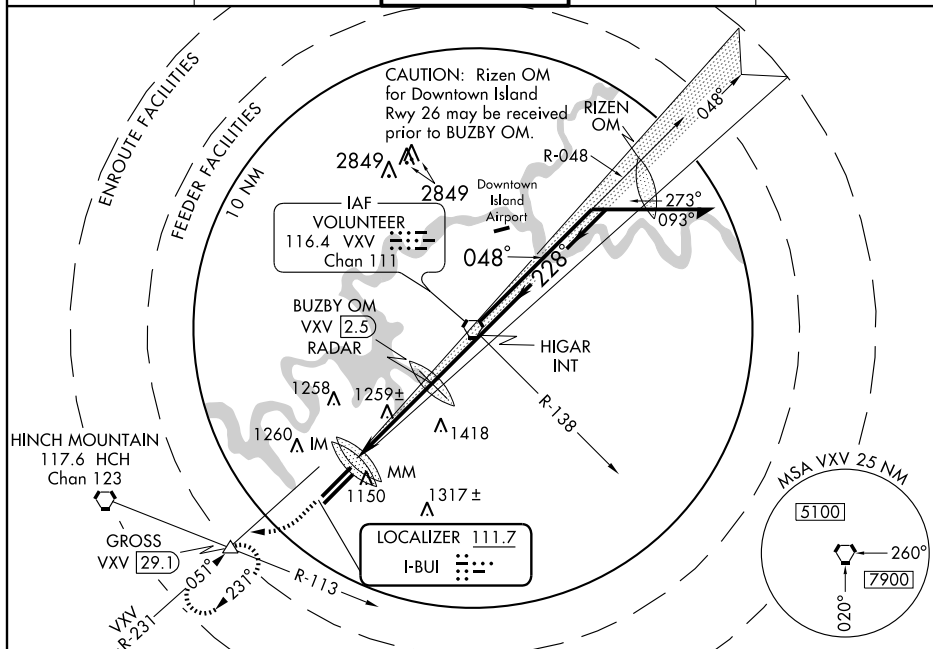 ENROUTE FACILITIES
FEEDER FACILITIES
10 NM
CAUTION: Rizen OM
for Downtown Island
Rwy 26 may be received
prior to BUZBY OM.
RIZEN
OM
048°
R-048
2849
2849
Downtown
Island
Airport
273°
093°
IAF
VOLUNTEER
116.4 VXV
Chan 111
048°
228°
BUZBY OM
VXV 2.5
RADAR
HIGAR
INT
R-138
1258
1259±
1418
1260
IM
MM
1150
1317 ±
HINCH MOUNTAIN
117.6 HCH
Chan 123
GROSS
VXV 29.1
051°
231°
R-113
VXV
R-231
LOCALIZER 111.7
I-BUI
MSA VXV 25 NM
5100
260°
7900
020°